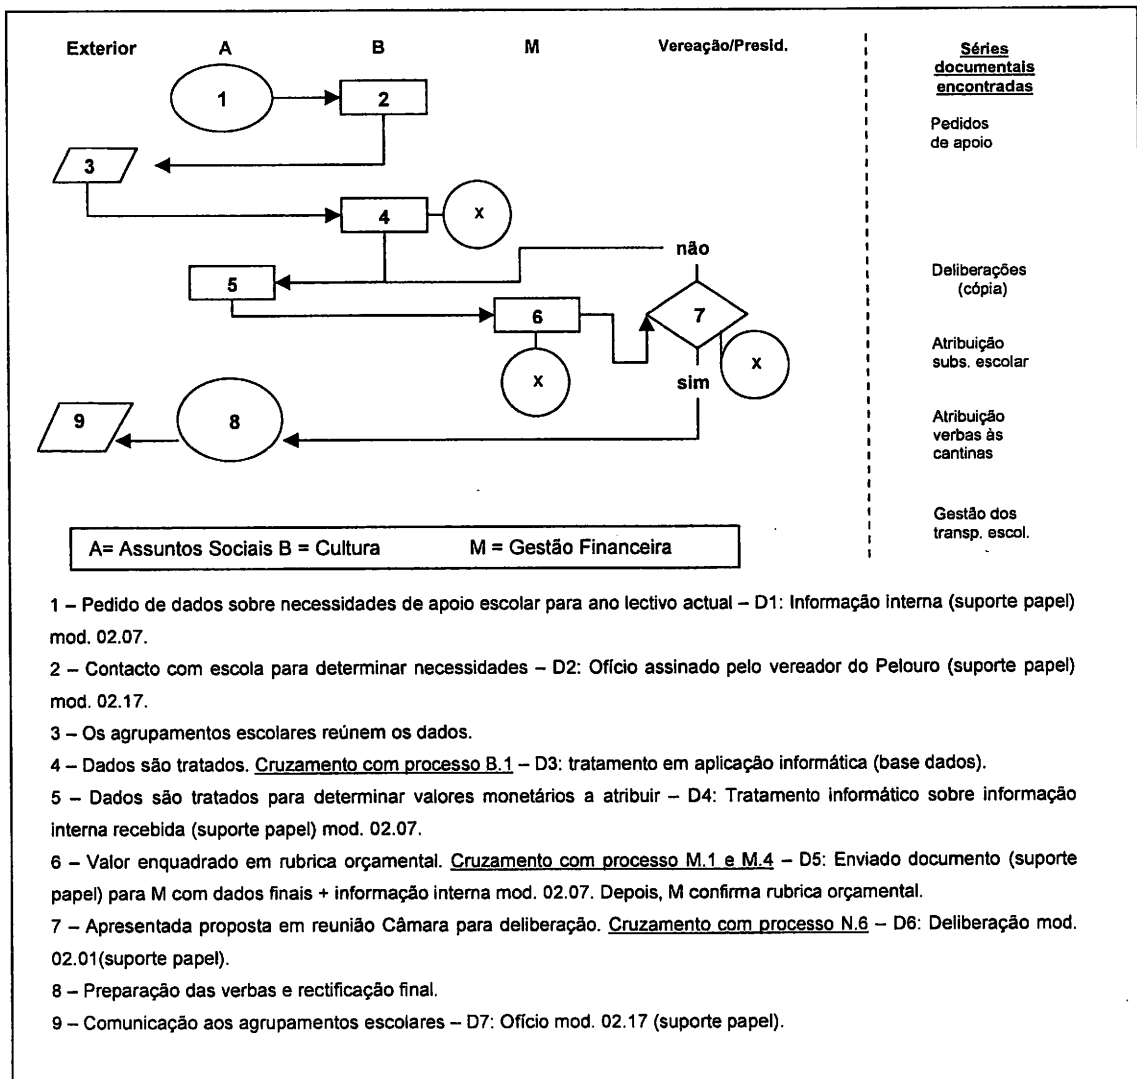 Exterior A B M Vereação/Presid.
Séries
documentais
encontradas
1 2
Pedidos
de apoio
3
4 x
não
5
Deliberações
(cópia)
6 7
Atribuição
subs. escolar
x x
sim
9 8
Atribuição
verbas às
cantinas
Gestão dos
transp. escol.
A= Assuntos Sociais B = Cultura M = Gestão Financeira
1 – Pedido de dados sobre necessidades de apoio escolar para ano lectivo actual – D1: Informação interna (suporte papel)
mod. 02.07.
2 – Contacto com escola para determinar necessidades – D2: Ofício assinado pelo vereador do Pelouro (suporte papel)
mod. 02.17.
3 – Os agrupamentos escolares reúnem os dados.
4 – Dados são tratados. Cruzamento com processo B.1 – D3: tratamento em aplicação informática (base dados).
5 – Dados são tratados para determinar valores monetários a atribuir – D4: Tratamento informático sobre informação
interna recebida (suporte papel) mod. 02.07.
6 – Valor enquadrado em rubrica orçamental. Cruzamento com processo M.1 e M.4 – D5: Enviado documento (suporte
papel) para M com dados finais + informação interna mod. 02.07. Depois, M confirma rubrica orçamental.
7 – Apresentada proposta em reunião Câmara para deliberação. Cruzamento com processo N.6 – D6: Deliberação mod.
02.01(suporte papel).
8 – Preparação das verbas e rectificação final.
9 – Comunicação aos agrupamentos escolares – D7: Ofício mod. 02.17 (suporte papel).